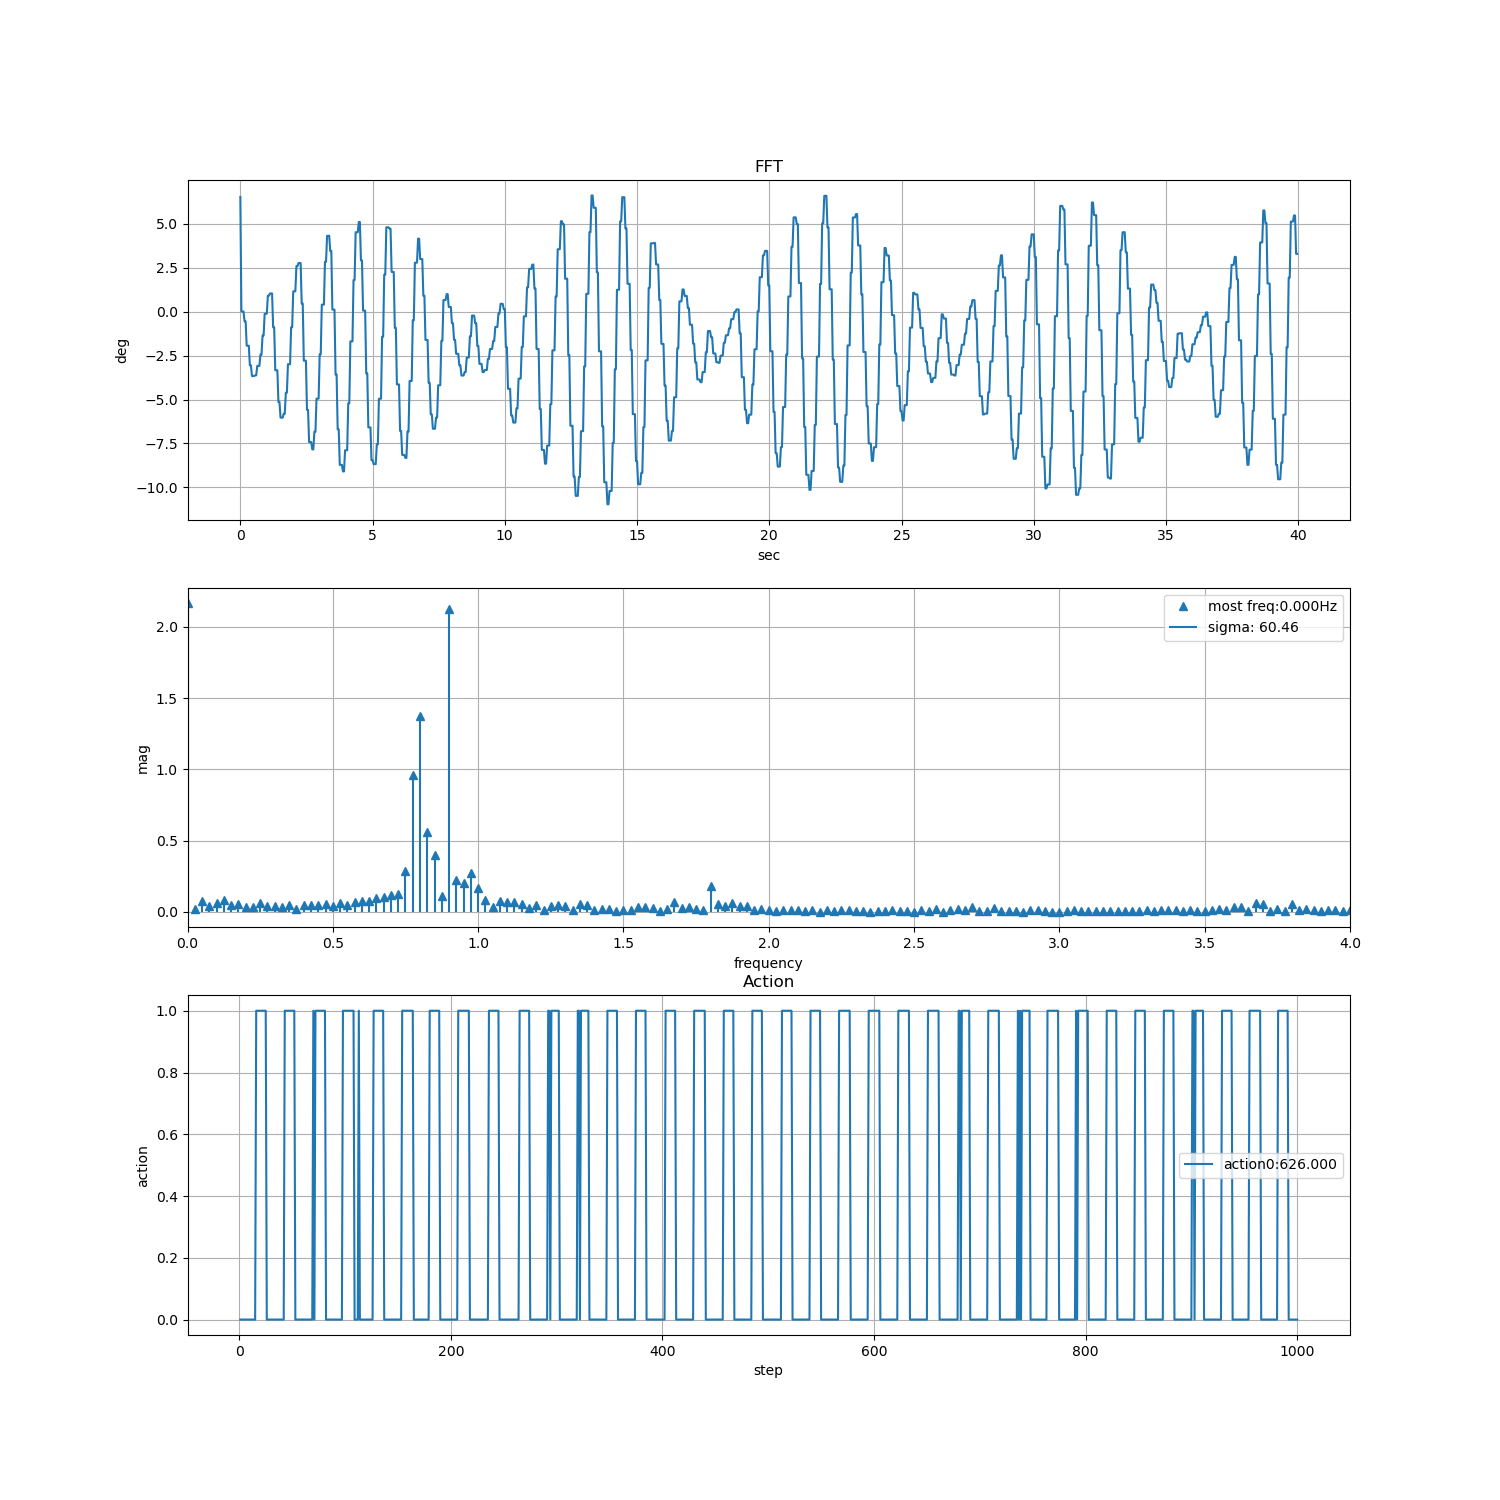 FFT
5.0
2.5
0.0
−2.5
−5.0
−7.5
−10.0
deg
0 5 10 15 20 25 30 35 40
sec
most freq:0.000Hz
sigma: 60.46
2.0
1.5
1.0
0.5
0.0
mag
0.0 0.5 1.0 1.5 2.0 2.5 3.0 3.5 4.0
frequency
Action
1.0
0.8
0.6
0.4
0.2
0.0
action
action0:626.000
0 200 400 600 800 1000
step